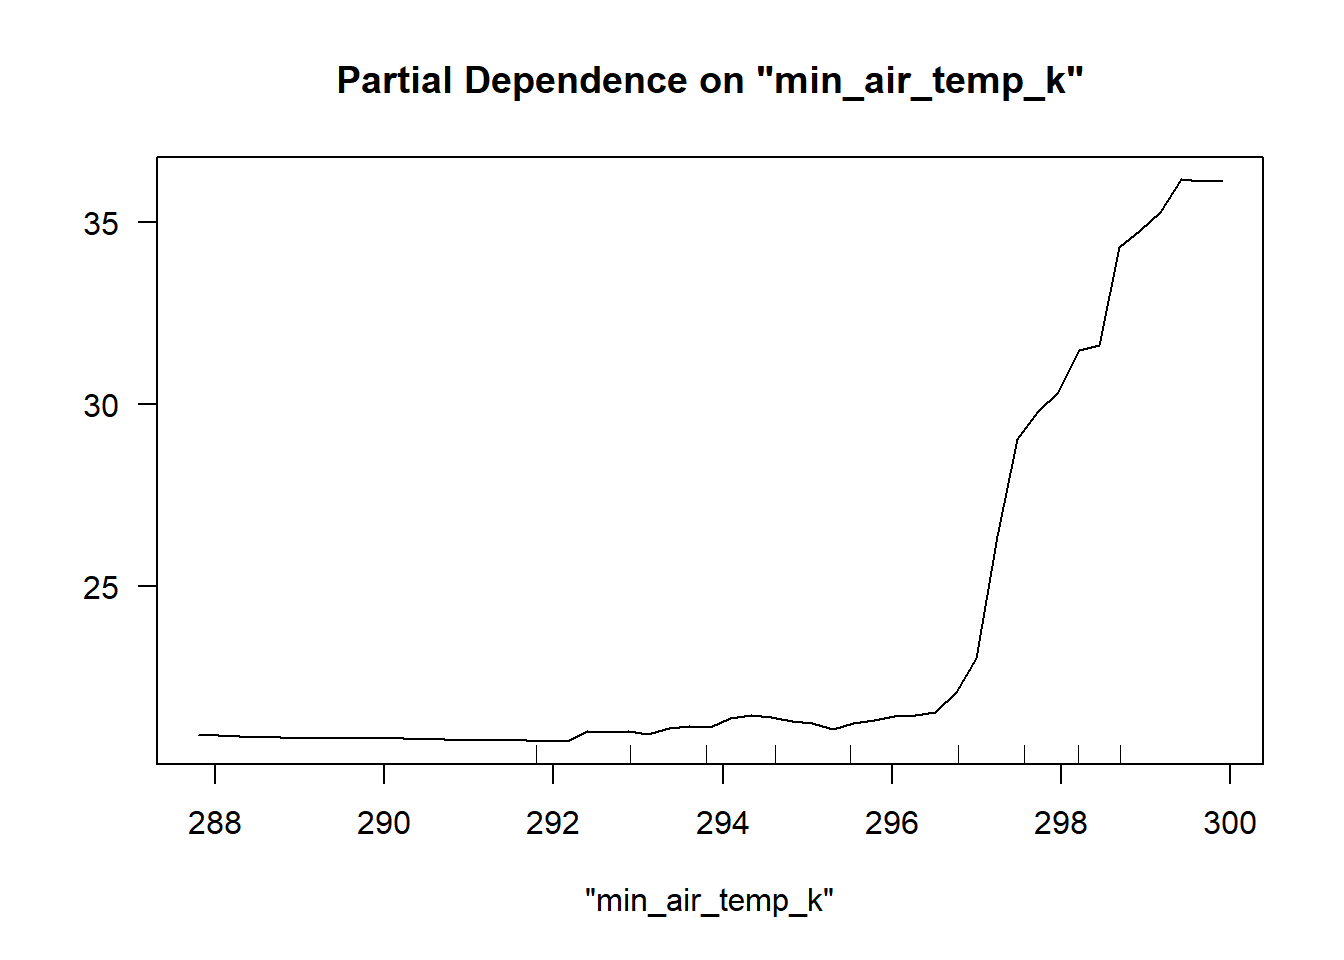 Partial Dependence on "min_air_temp_k"
35
30
25
288 290 292 294 296 298 300
"min_air_temp_k"